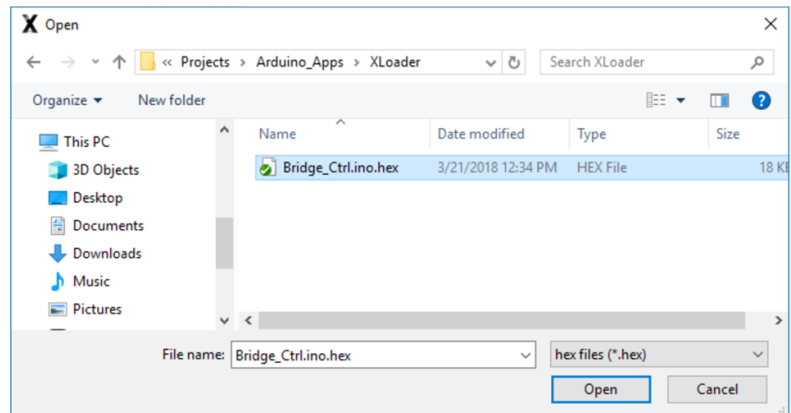 X Open
« Projects > Arduino_Apps > XLoader
Search XLoader
Organize
New folder
Name
Date modified
Type
Size
This PC
3D Objects
Desktop
Documents
Downloads
Music
Pictures
Bridge_Ctrl.ino.hex
3/21/2018 12:34 PM
HEX File
18 KB
File name:
Bridge_Ctrl.ino.hex
hex files (*.hex)
Open
Cancel